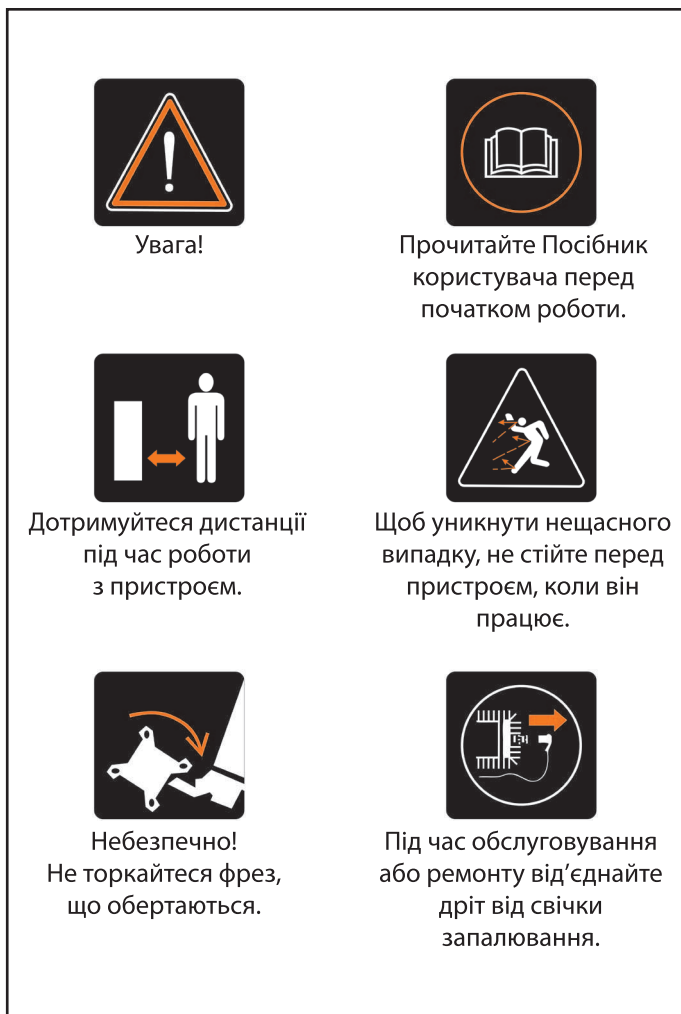 Увага!
Прочитайте Посібник
користувача перед
початком роботи.
Дотримуйтеся дистанції
під час роботи
з пристроєм.
Щоб уникнути нещасного
випадку, не стійте перед
пристроєм, коли він
працює.
Небезпечно!
Не торкайтеся фрез,
що обертаються.
Під час обслуговування
або ремонту від’єднайте
дріт від свічки
запалювання.